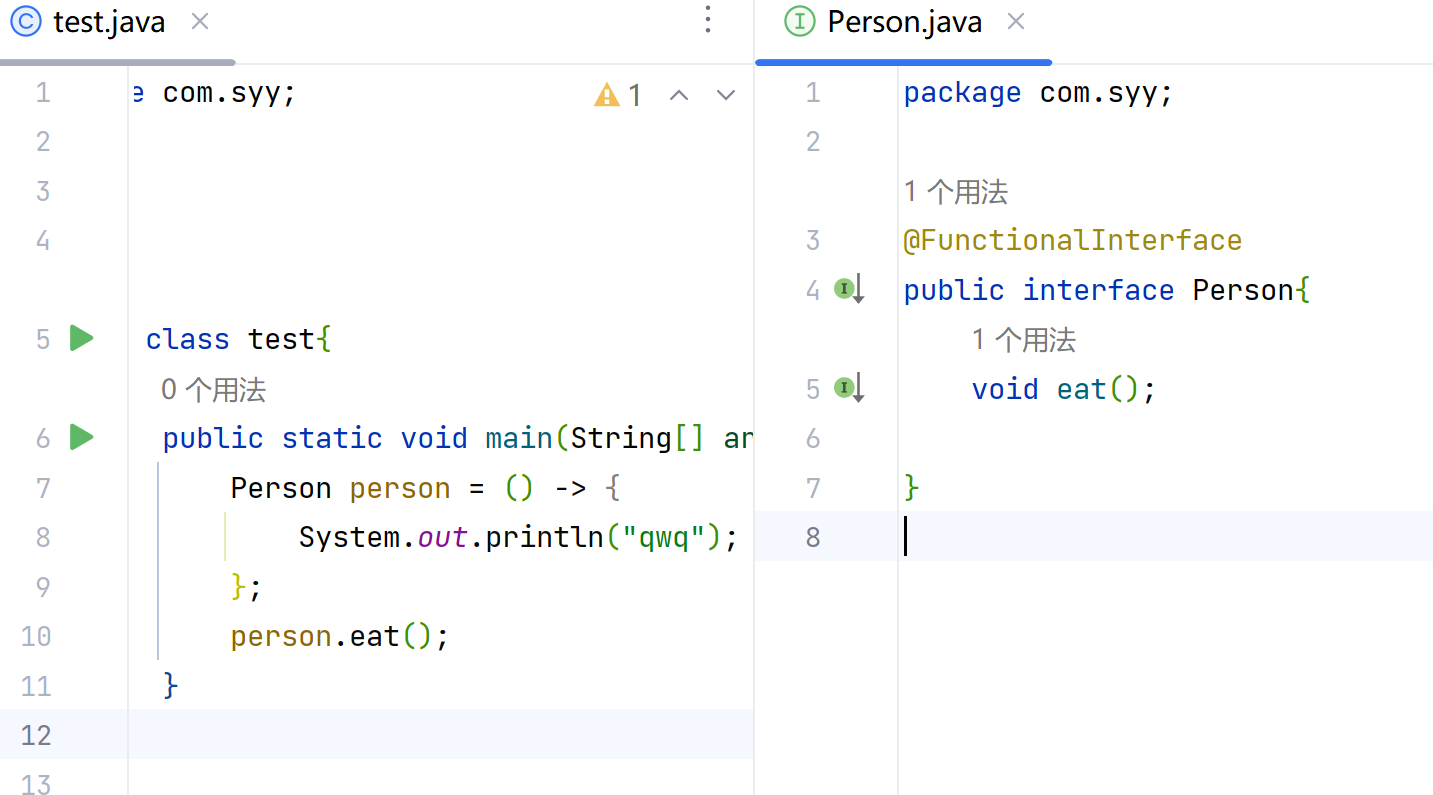 test.java
1 e com.syy; 1
2
3
4
5 class test{
0 个用法
6 public static void main(String[] ar
7 Person person = () -> {
8 System.out.println("qwq");
9 };
10 person.eat();
11 }
12
13
Person.java
1 package com.syy;
2
1 个用法
3 @FunctionalInterface
4 public interface Person{
1 个用法
5 void eat();
6
7 }
8